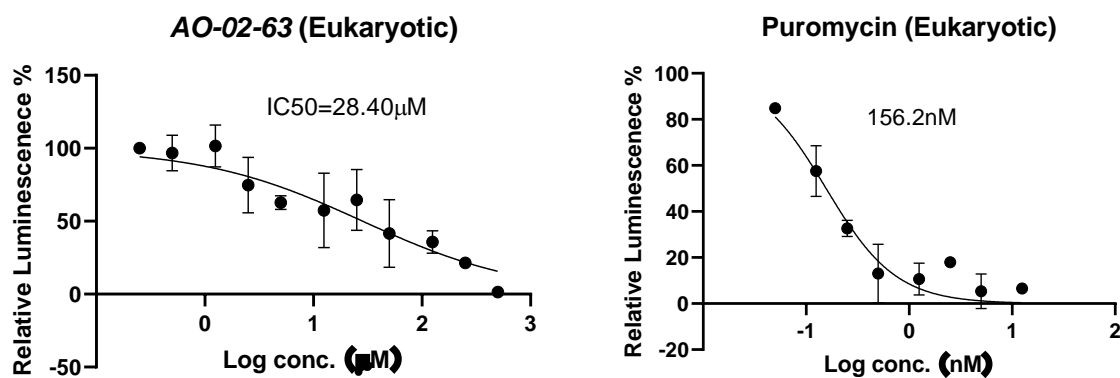 AO-02-63 (Eukaryotic)
Relative Luminescenece %
150
100
50
0
-50
IC50=28.40μM
0
1
2
3
Log conc. (μM)
Puromycin (Eukaryotic)
Relative Luminescenece %
100
80
60
40
20
0
-20
156.2nM
-1
0
1
2
Log conc. (nM)